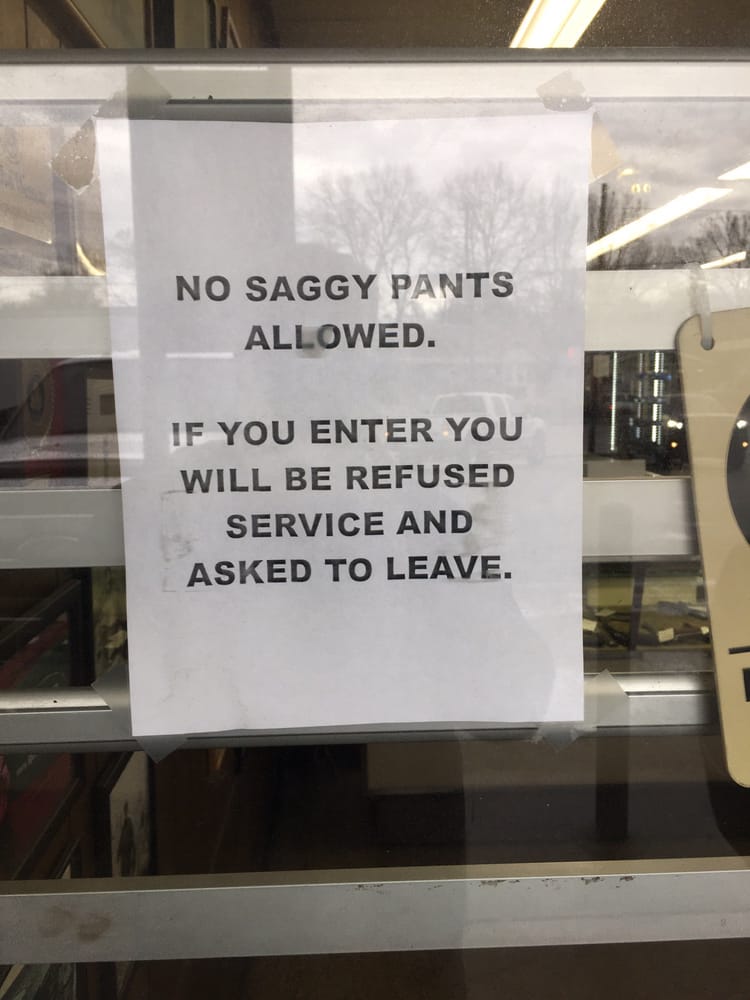 NO SAGGY PANTS
ALLOWED.
IF YOU ENTER YOU
WILL BE REFUSED
SERVICE AND
ASKED TO LEAVE.